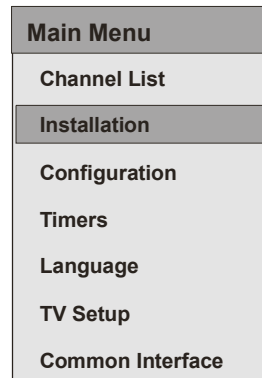 Main Menu
Channel List
Installation
Configuration
Timers
Language
TV Setup
Common Interface